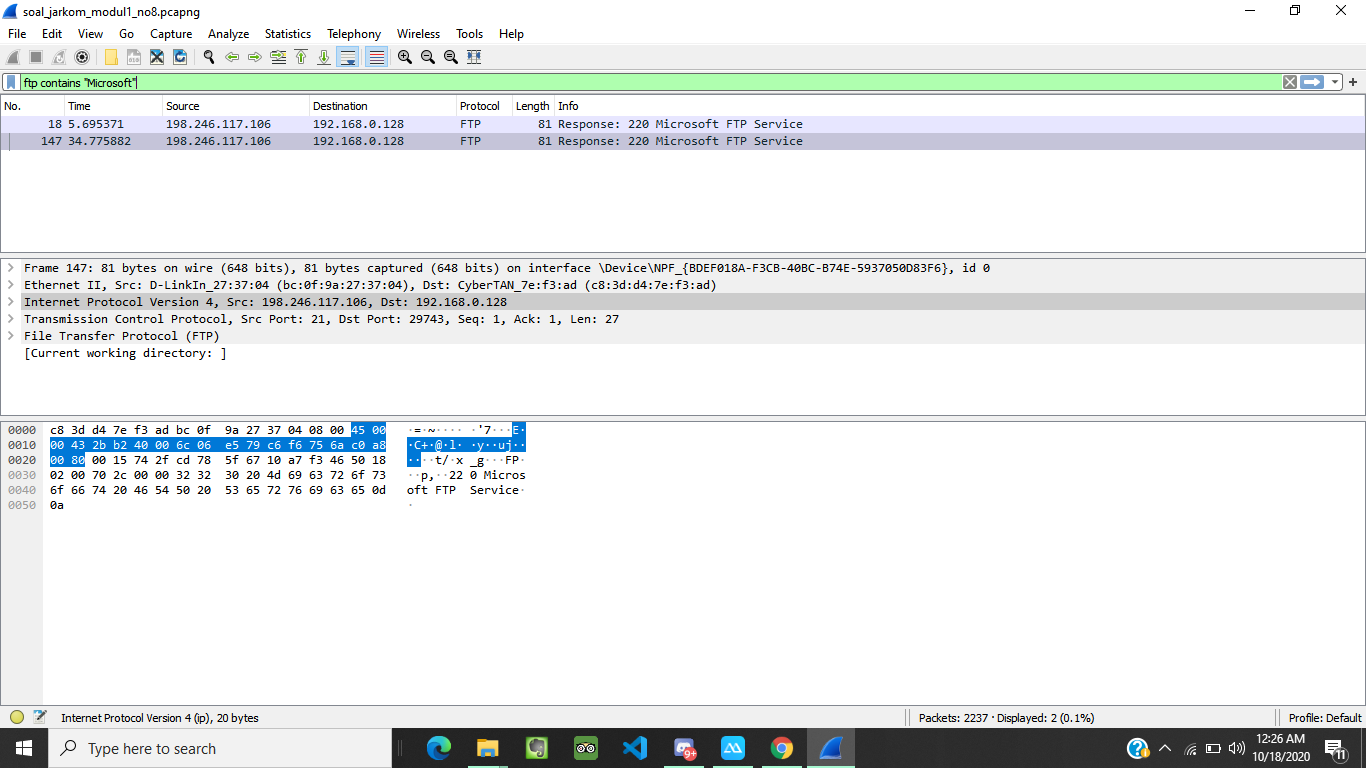 soal_jarkom_modul1_no8.pcapng
File Edit View Go Capture Analyze Statistics Telephony Wireless Tools Help
ftp contains "Microsoft"
No. Time Source Destination Protocol Length Info
18 5.695371 198.246.117.106 192.168.0.128 FTP 81 Response: 220 Microsoft FTP Service
147 34.775882 198.246.117.106 192.168.0.128 FTP 81 Response: 220 Microsoft FTP Service
Frame 147: 81 bytes on wire (648 bits), 81 bytes captured (648 bits) on interface \Device\NPF_{BDEF018A-F3CB-40BC-B74E-5937050D83F6}, id 0
Ethernet II, Src: D-LinkIn_27:37:04 (bc:0f:9a:27:37:04), Dst: CyberTAN_7e:f3:ad (c8:3d:d4:7e:f3:ad)
Internet Protocol Version 4, Src: 198.246.117.106, Dst: 192.168.0.128
Transmission Control Protocol, Src Port: 21, Dst Port: 29743, Seq: 1, Ack: 1, Len: 27
File Transfer Protocol (FTP)
[Current working directory: ]
0000 c8 3d d4 7e f3 ad bc 0f 9a 27 37 04 08 00 45 00 ·=·~···· ·'7···E·
0010 00 43 2b b2 40 00 6c 06 e5 79 c6 f6 75 6a c0 a8 ·C+·@·l· ·y··uj··
0020 00 80 00 15 74 2f cd 78 5f 67 10 a7 f3 46 50 18 ····t/·x _g···FP·
0030 02 00 70 2c 00 00 32 32 30 20 4d 69 63 72 6f 73 ··p,··22 0 Micros
0040 6f 66 74 20 46 54 50 20 53 65 72 76 69 63 65 0d oft FTP  Service·
0050 0a ·
Internet Protocol Version 4 (ip), 20 bytes Packets: 2237 · Displayed: 2 (0.1%) Profile: Default
Type here to search 9+ 12:26 AM
10/18/2020 11